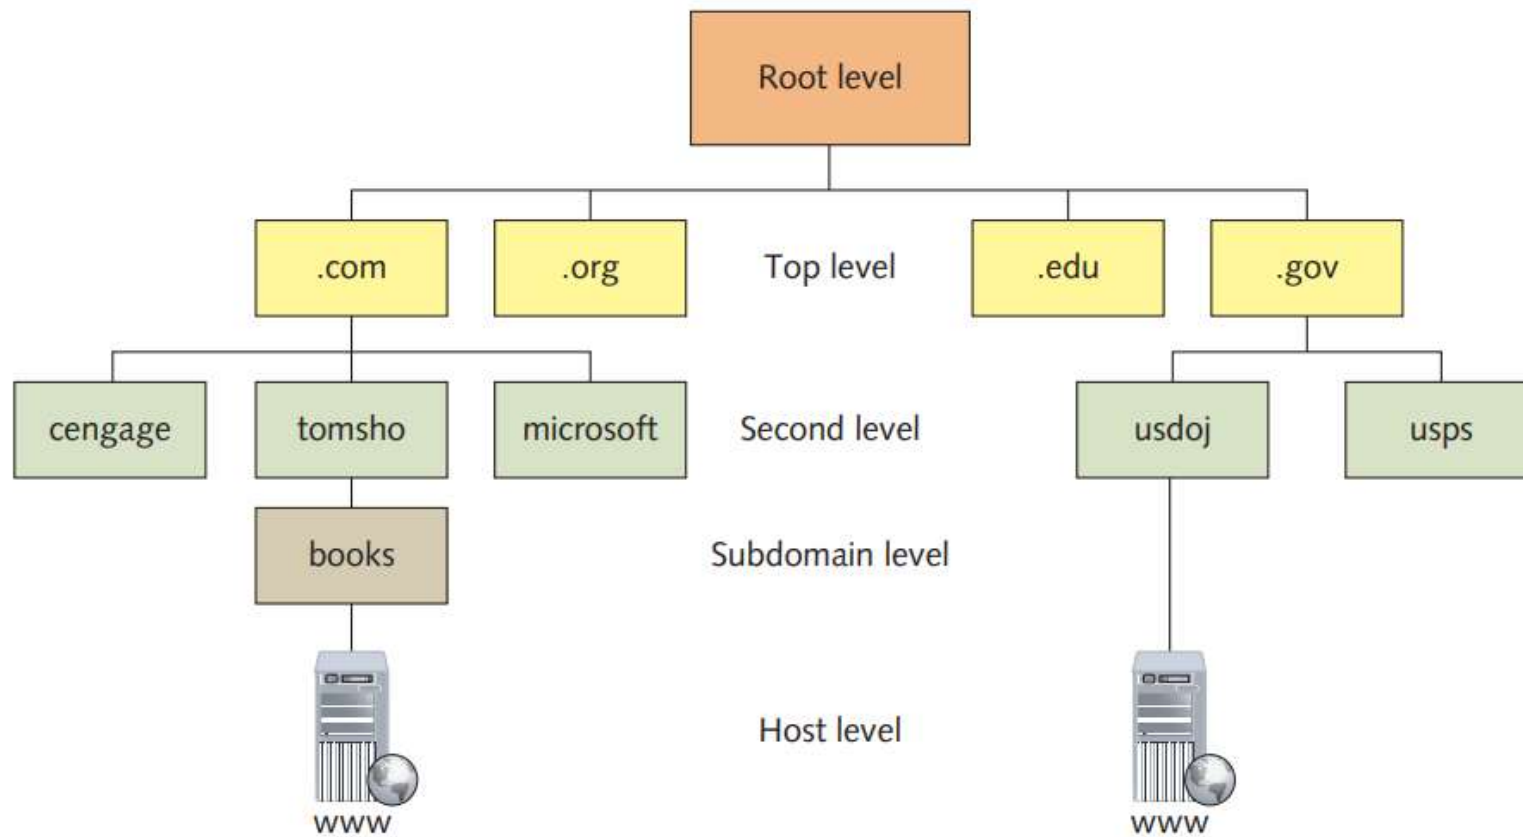 Root level
.com
.org
Top level
.edu
.gov
cengage
tomsho
microsoft
Second level
usdoj
usps
books
Subdomain level
Host level
www
www